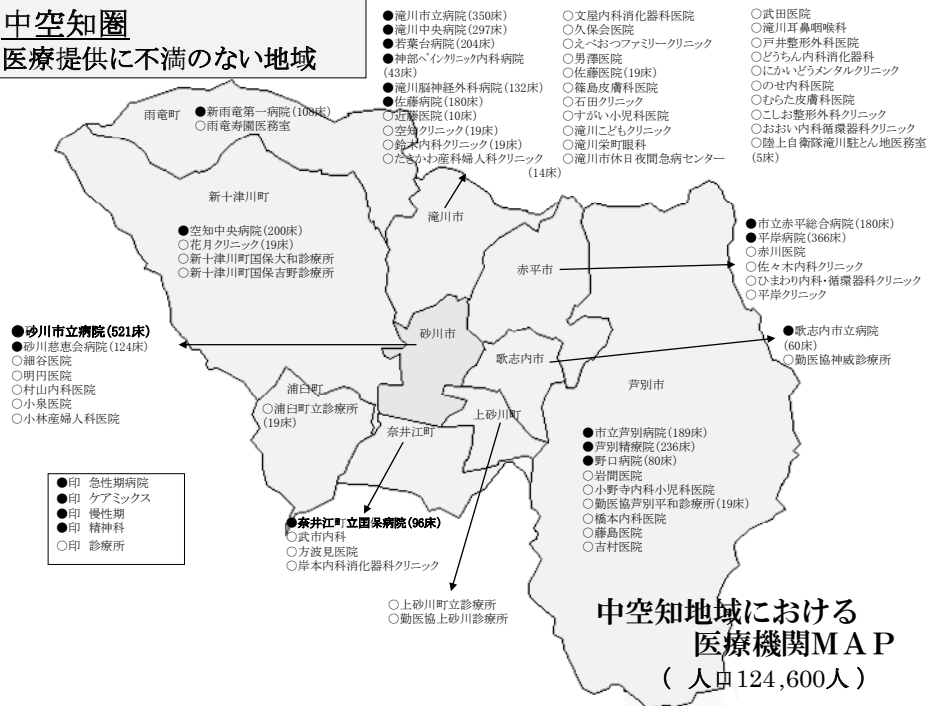 中空知圏
医療提供に不満のない地域
●滝川市立病院(350床)
●滝川中央病院(297床)
●若葉台病院(204床)
●神部ペインクリニック内科病院
(43床)
●滝川脳神経外科病院(132床)
●佐藤病院(180床)
○近藤医院(10床)
○空知クリニック(19床)
○鈴木内科クリニック(19床)
○たきかわ産科婦人科クリニック
(14床)
○文屋内科消化器科医院
○久保会医院
○えべおつファミリークリニック
○男澤医院
○佐藤医院(19床)
○篠島皮膚科医院
○石田クリニック
○すがい小児科医院
○滝川こどもクリニック
○滝川栄町眼科
○滝川市休日夜間急病センター
○武田医院
○滝川耳鼻咽喉科
○戸井整形外科医院
○どうちん内科消化器科
○にかいどうメンタルクリニック
○のせ内科医院
○むらた皮膚科医院
○こしお整形外科クリニック
○おおい内科循環器科クリニック
○陸上自衛隊滝川駐とん地医務室
(5床)
雨竜町
●新雨竜第一病院(108床)
○雨竜寿園医務室
新十津川町
●空知中央病院(200床)
○花月クリニック(19床)
○新十津川町国保大和診療所
○新十津川町国保吉野診療所
滝川市
赤平市
●市立赤平総合病院(180床)
●平岸病院(366床)
○赤川医院
○佐々木内科クリニック
○ひまわり内科・循環器科クリニック
○平岸クリニック
●砂川市立病院(521床)
●砂川慈恵会病院(124床)
○細谷医院
○明円医院
○村山内科医院
○小泉医院
○小林産婦人科医院
砂川市
歌志内市
●歌志内市立病院
(60床)
○勤医協神威診療所
芦別市
●市立芦別病院(189床)
●芦別精療院(236床)
●野口病院(80床)
○岩間医院
○小野寺内科小児科医院
○勤医協芦別平和診療所(19床)
○橋本内科医院
○藤島医院
○吉村医院
浦臼町
○浦臼町立診療所
(19床)
奈井江町
上砂川町
●印 急性期病院
●印 ケアミックス
●印 慢性期
●印 精神科
○印 診療所
●奈井江町立国保病院(96床)
○武市内科
○方波見医院
○岸本内科消化器科クリニック
○上砂川町立診療所
○勤医協上砂川診療所
中空知地域における
医療機関MAP
( 人口124,600人 )